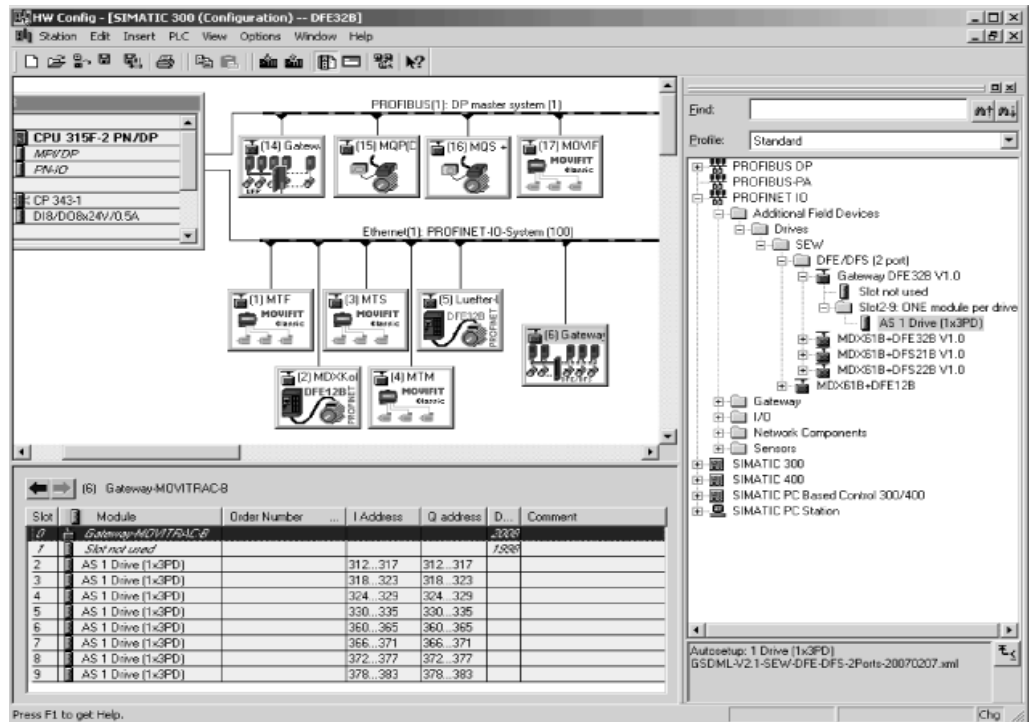 HW Config - [SIMATIC 300 (Configuration) -- DFE32B]
Station Edit Insert PLC View Options Window Help
PROFIBUS(1): DP master system (1)
CPU 315F-2 PN/DP
MPI/DP
PN-IO
CP 343-1
DI8/DO8x24V/0.5A
(14) Gatew
(15) MQP(D
(16) MQS +
(17) MOVIF
MOVIFIT
Classic
Ethernet(1): PROFINET-IO-System (100)
(1) MTF
MOVIFIT
Classic
(3) MTS
MOVIFIT
Classic
(5) Luefter-
DFE32B
PROFINET
(6) Gateway
(2) MDXKol
DFE12B
PROFINET
(4) MTM
MOVIFIT
Classic
(6) Gateway-MOVITRAC-B
Slot Module Order Number ... I Address Q address D... Comment
0 Gateway-MOVITRAC-B 2008
1 Slot not used 1998
2 AS 1 Drive (1x3PD) 312...317 312...317
3 AS 1 Drive (1x3PD) 318...323 318...323
4 AS 1 Drive (1x3PD) 324...329 324...329
5 AS 1 Drive (1x3PD) 330...335 330...335
6 AS 1 Drive (1x3PD) 360...365 360...365
7 AS 1 Drive (1x3PD) 366...371 366...371
8 AS 1 Drive (1x3PD) 372...377 372...377
9 AS 1 Drive (1x3PD) 378...383 378...383
Find:
Profile: Standard
PROFIBUS DP
PROFIBUS-PA
PROFINET IO
Additional Field Devices
Drives
SEW
DFE/DFS (2 port)
Gateway DFE32B V1.0
Slot not used
Slot2-9: ONE module per drive
AS 1 Drive (1x3PD)
MDX61B+DFE32B V1.0
MDX61B+DFS21B V1.0
MDX61B+DFS22B V1.0
MDX61B+DFE12B
Gateway
I/O
Network Components
Sensors
SIMATIC 300
SIMATIC 400
SIMATIC PC Based Control 300/400
SIMATIC PC Station
Autosetup: 1 Drive (1x3PD)
GSDML-V2.1-SEW-DFE-DFS-2Ports-20070207.xml
Press F1 to get Help.
Chg